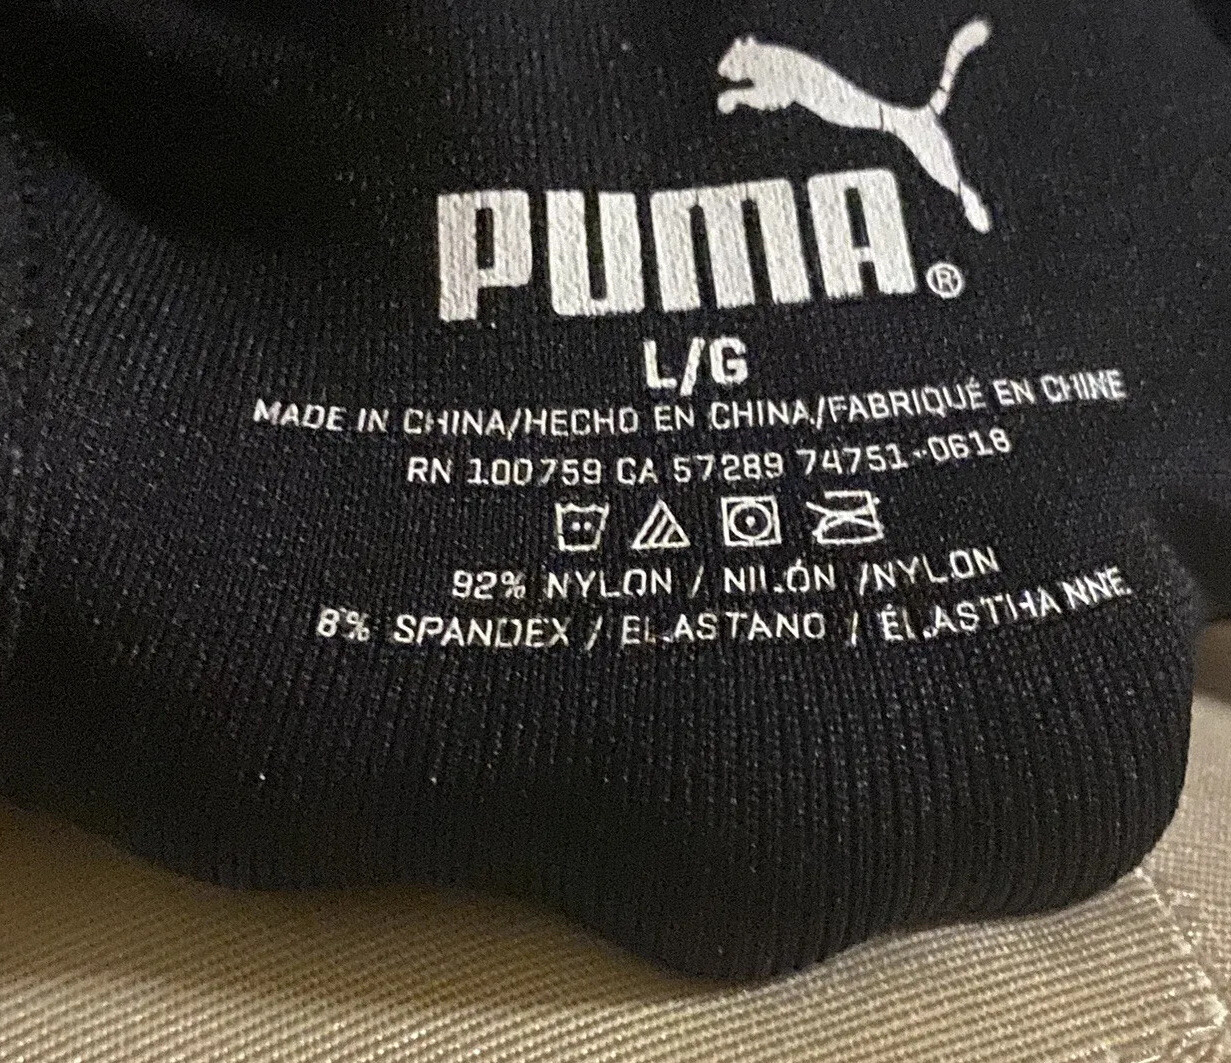 PUMA®
L/G
MADE IN CHINA/HECHO EN CHINA/FABRIQUÉ EN CHINE
RN 100759 CA 57289 74751-0618
92% NYLON / NILÓN /NYLON
8% SPANDEX / ELASTANO / ÉLASTHANNE